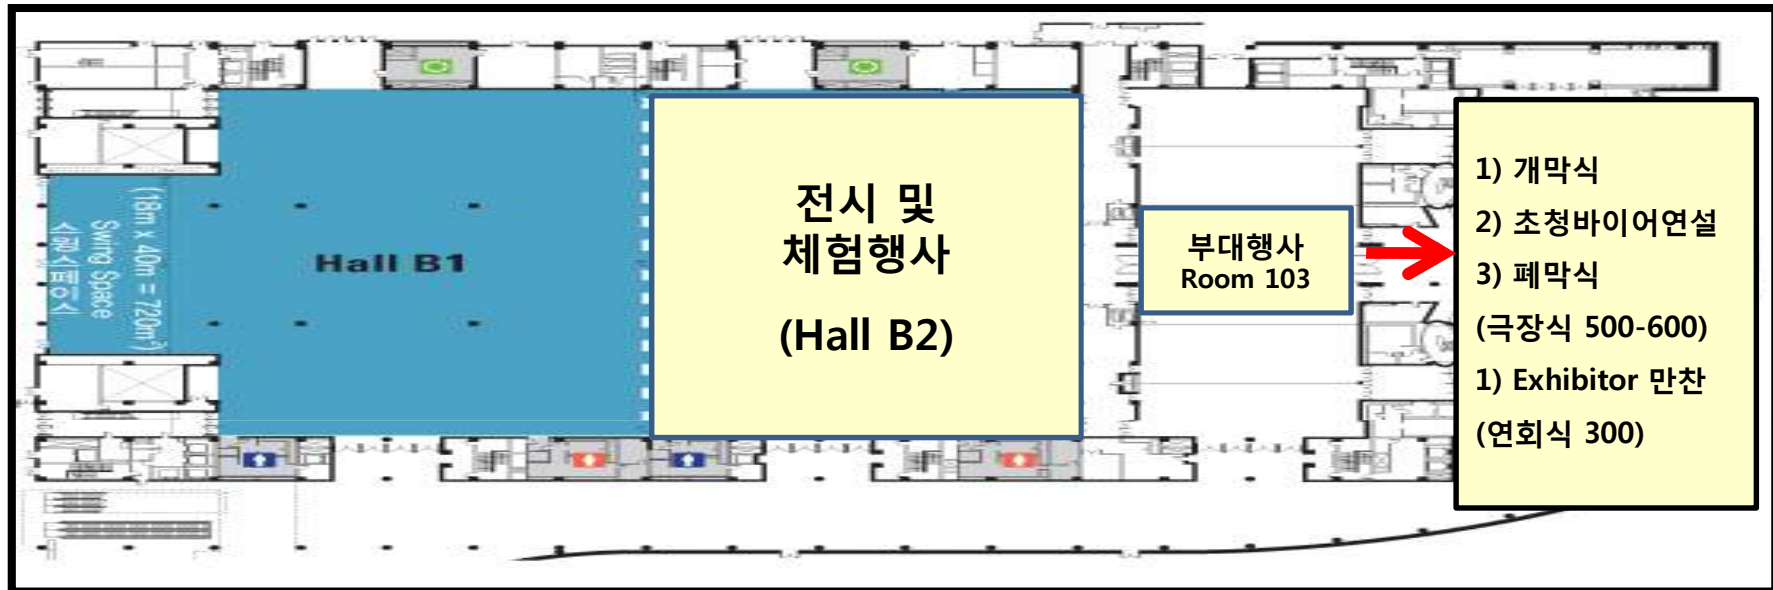 (18m x 40m = 720m²)
Swing Space
스윙스페이스
Hall B1
전시 및
체험행사
(Hall B2)
부대행사
Room 103
1) 개막식
2) 초청바이어연설
3) 폐막식
(극장식 500-600)
1) Exhibitor 만찬
(연회식 300)